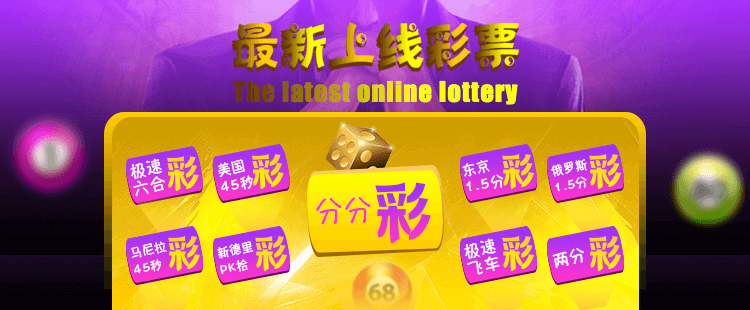 最新上线彩票
The latest online lottery
极速
六合彩
美国
45秒彩
分分彩
东京
1.5分彩
俄罗斯
1.5分彩
马尼拉
45秒彩
新德里
PK拾彩
极速
飞车彩
两分彩
68